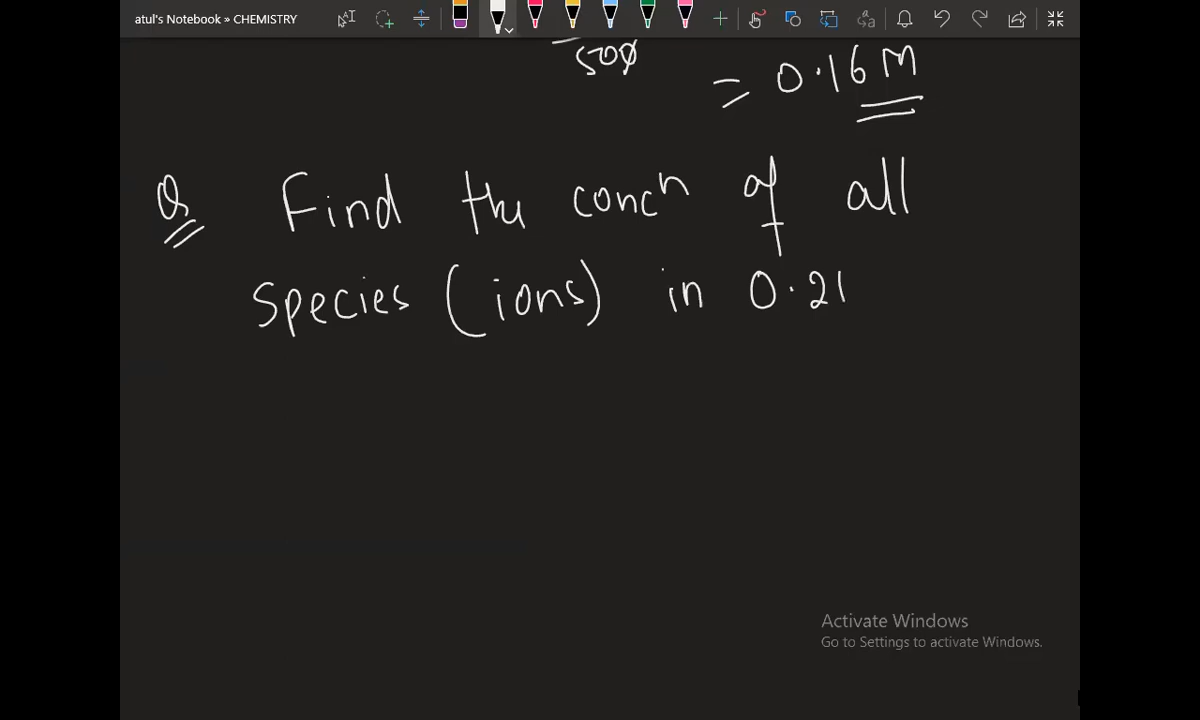 atul's Notebook » CHEMISTRY
500
= 0.16 M
Q Find the concn of all
species (ions) in 0.21
Activate Windows
Go to Settings to activate Windows.